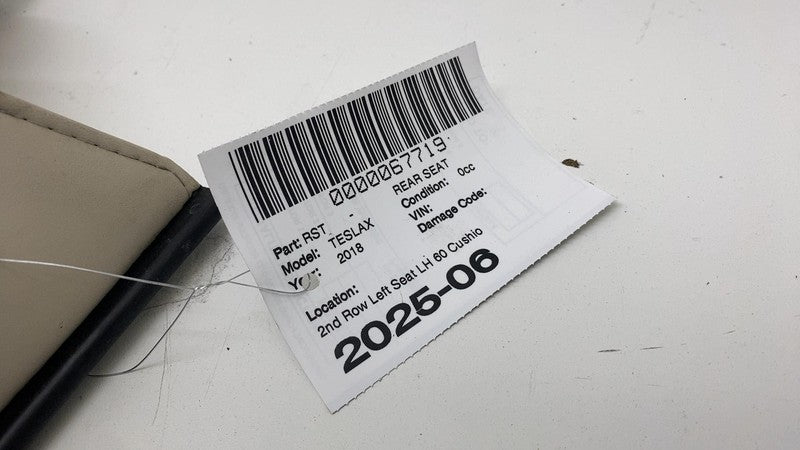 0000067719
Part: RST - REAR SEAT
Model: TESLAX Condition: 0cc
2018 VIN:
Damage Code:
Location:
2nd Row Left Seat LH 60 Cushio
2025-06